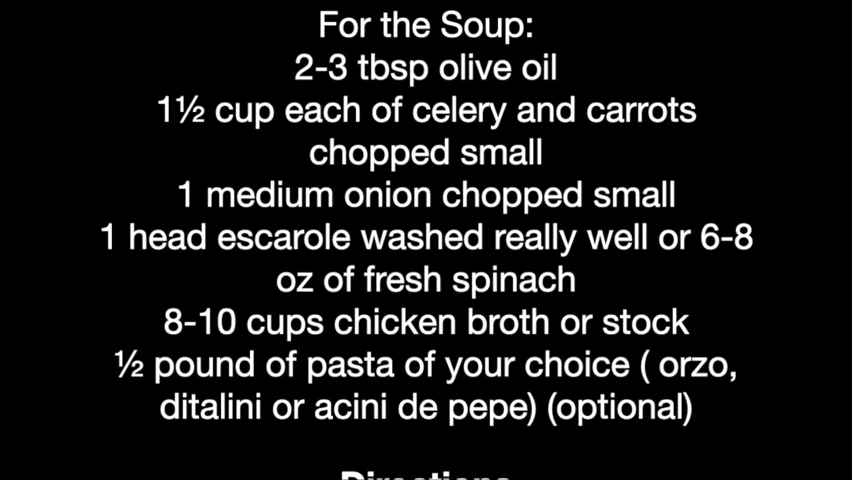 For the Soup:
2-3 tbsp olive oil
1½ cup each of celery and carrots
chopped small
1 medium onion chopped small
1 head escarole washed really well or 6-8
oz of fresh spinach
8-10 cups chicken broth or stock
½ pound of pasta of your choice ( orzo,
ditalini or acini de pepe) (optional)
Directions